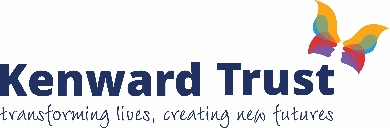 Kenward Trust
transforming lives, creating new futures